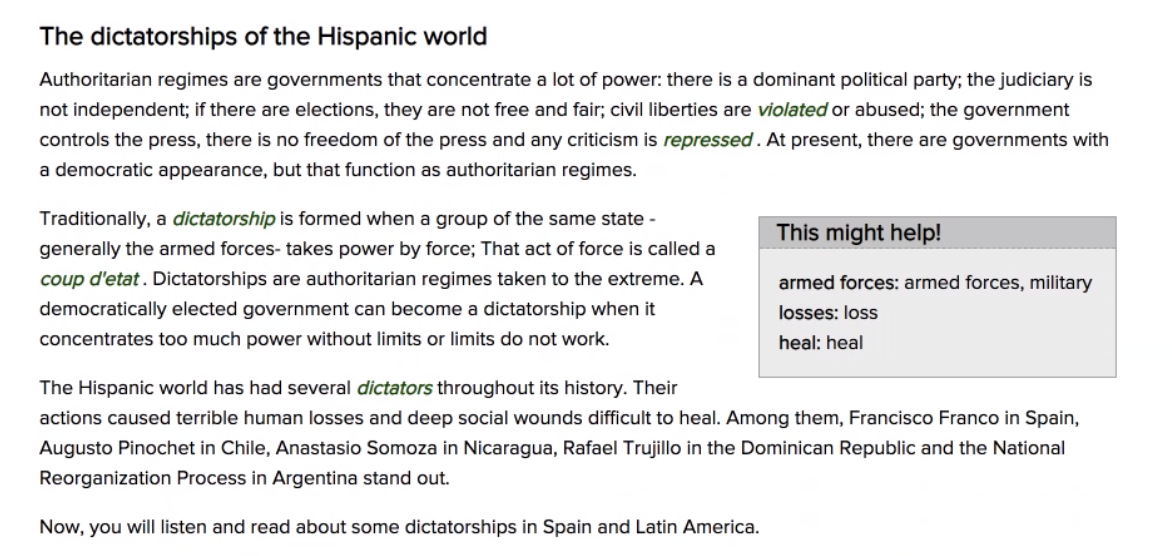 The dictatorships of the Hispanic world
Authoritarian regimes are governments that concentrate a lot of power: there is a dominant political party; the judiciary is
not independent; if there are elections, they are not free and fair; civil liberties are violated or abused; the government
controls the press, there is no freedom of the press and any criticism is repressed . At present, there are governments with
a democratic appearance, but that function as authoritarian regimes.
Traditionally, a dictatorship is formed when a group of the same state -
generally the armed forces- takes power by force; That act of force is called a
coup d'etat . Dictatorships are authoritarian regimes taken to the extreme. A
democratically elected government can become a dictatorship when it
concentrates too much power without limits or limits do not work.
This might help!
armed forces: armed forces, military
losses: loss
heal: heal
The Hispanic world has had several dictators throughout its history. Their
actions caused terrible human losses and deep social wounds difficult to heal. Among them, Francisco Franco in Spain,
Augusto Pinochet in Chile, Anastasio Somoza in Nicaragua, Rafael Trujillo in the Dominican Republic and the National
Reorganization Process in Argentina stand out.
Now, you will listen and read about some dictatorships in Spain and Latin America.